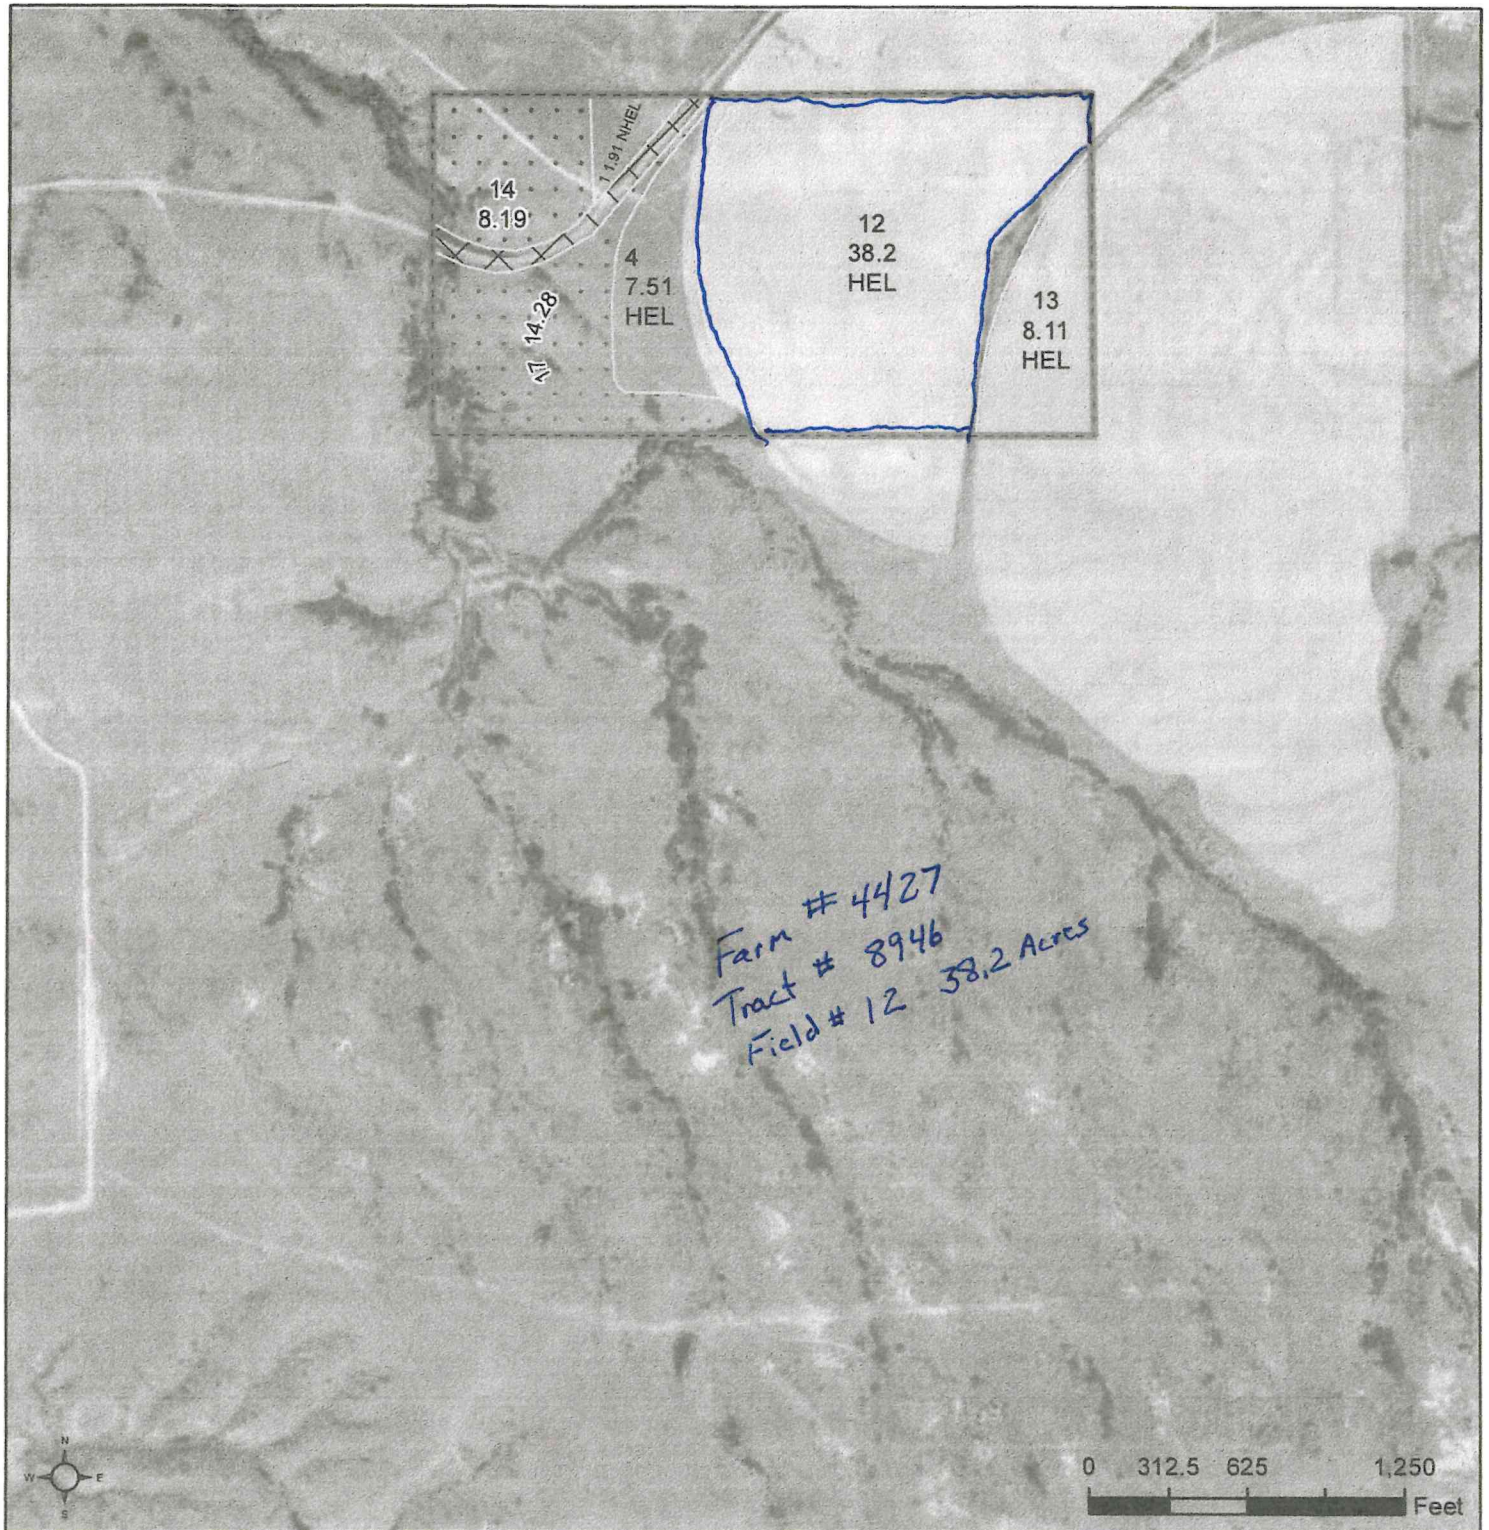 14
8.19
1 1.91 NHEL
4
7.51
HEL
17 14.28
12
38.2
HEL
13
8.11
HEL
Farm # 4427
Tract # 8946
Field # 12 38.2 Acres
N
W E
S
0 312.5 625 1,250
Feet